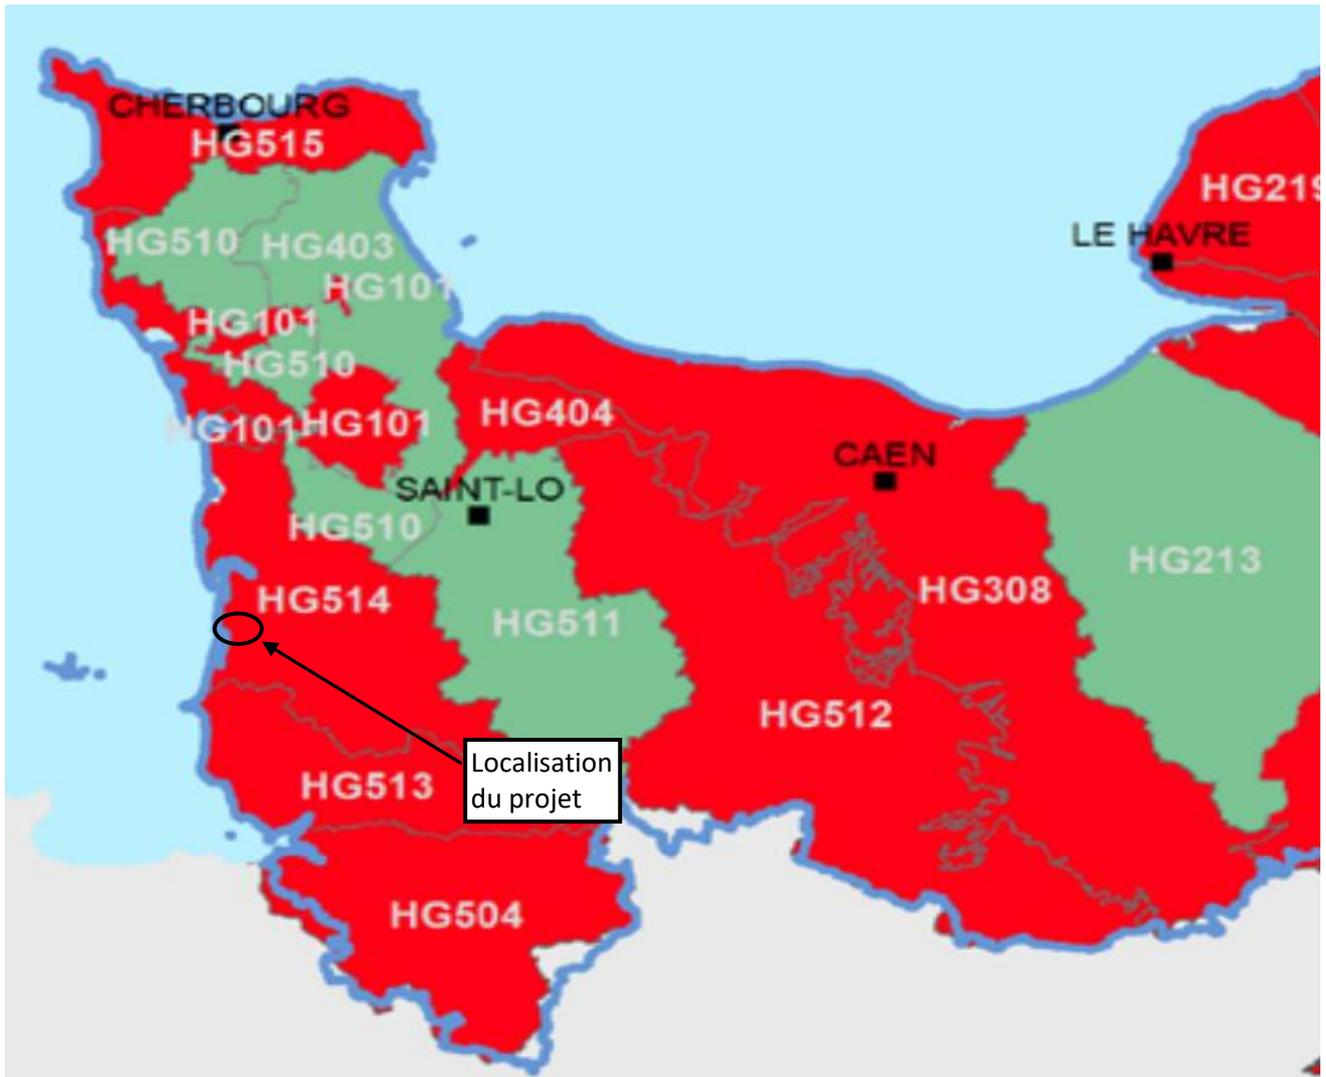 CHERBOURG
HG515
HG219
LE HAVRE
HG510
HG403
HG101
HG101
HG510
HG404
HG101
HG101
CAEN
SAINT-LO
HG510
HG213
HG308
HG514
HG511
HG512
Localisation
du projet
HG513
HG504